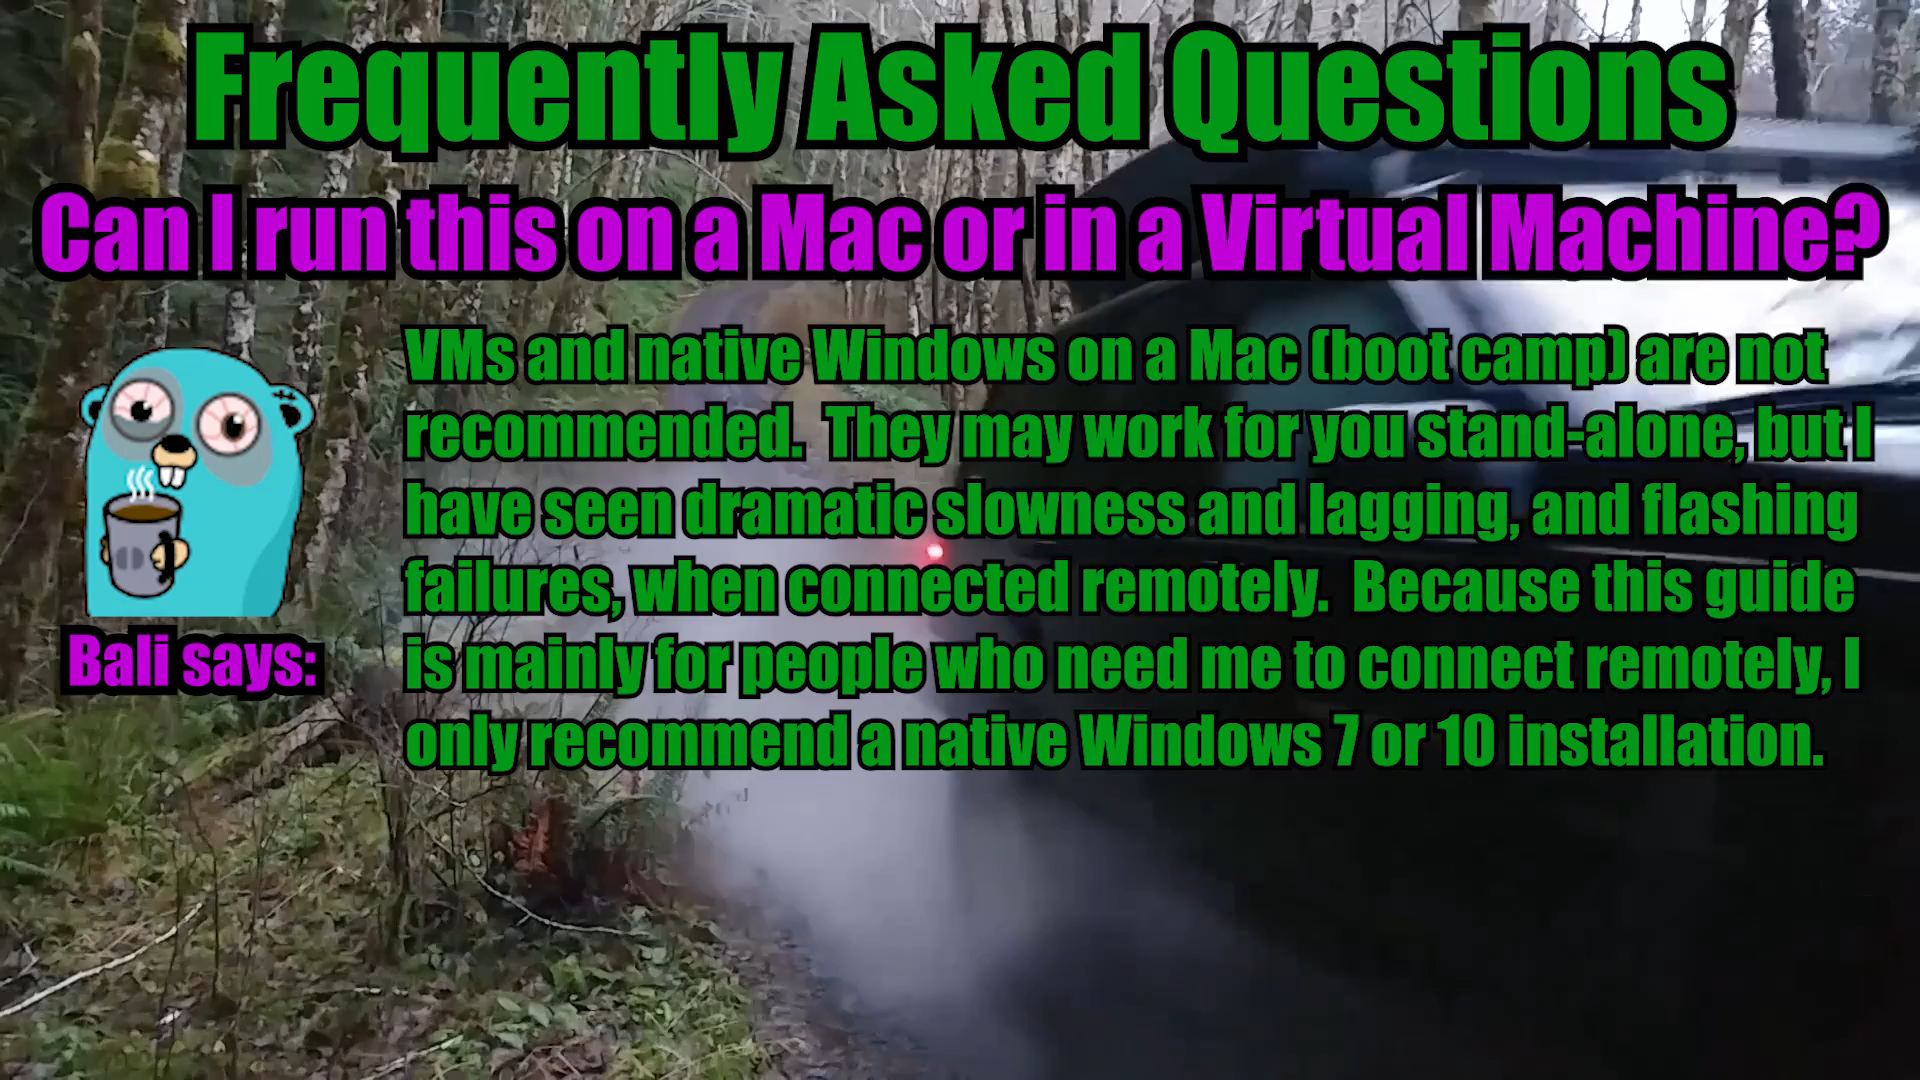 Frequently Asked Questions
Can I run this on a Mac or in a Virtual Machine?
VMs and native Windows on a Mac (boot camp) are not
recommended.  They may work for you stand-alone, but I
have seen dramatic slowness and lagging, and flashing
failures, when connected remotely.  Because this guide
is mainly for people who need me to connect remotely, I
only recommend a native Windows 7 or 10 installation.
Bali says: